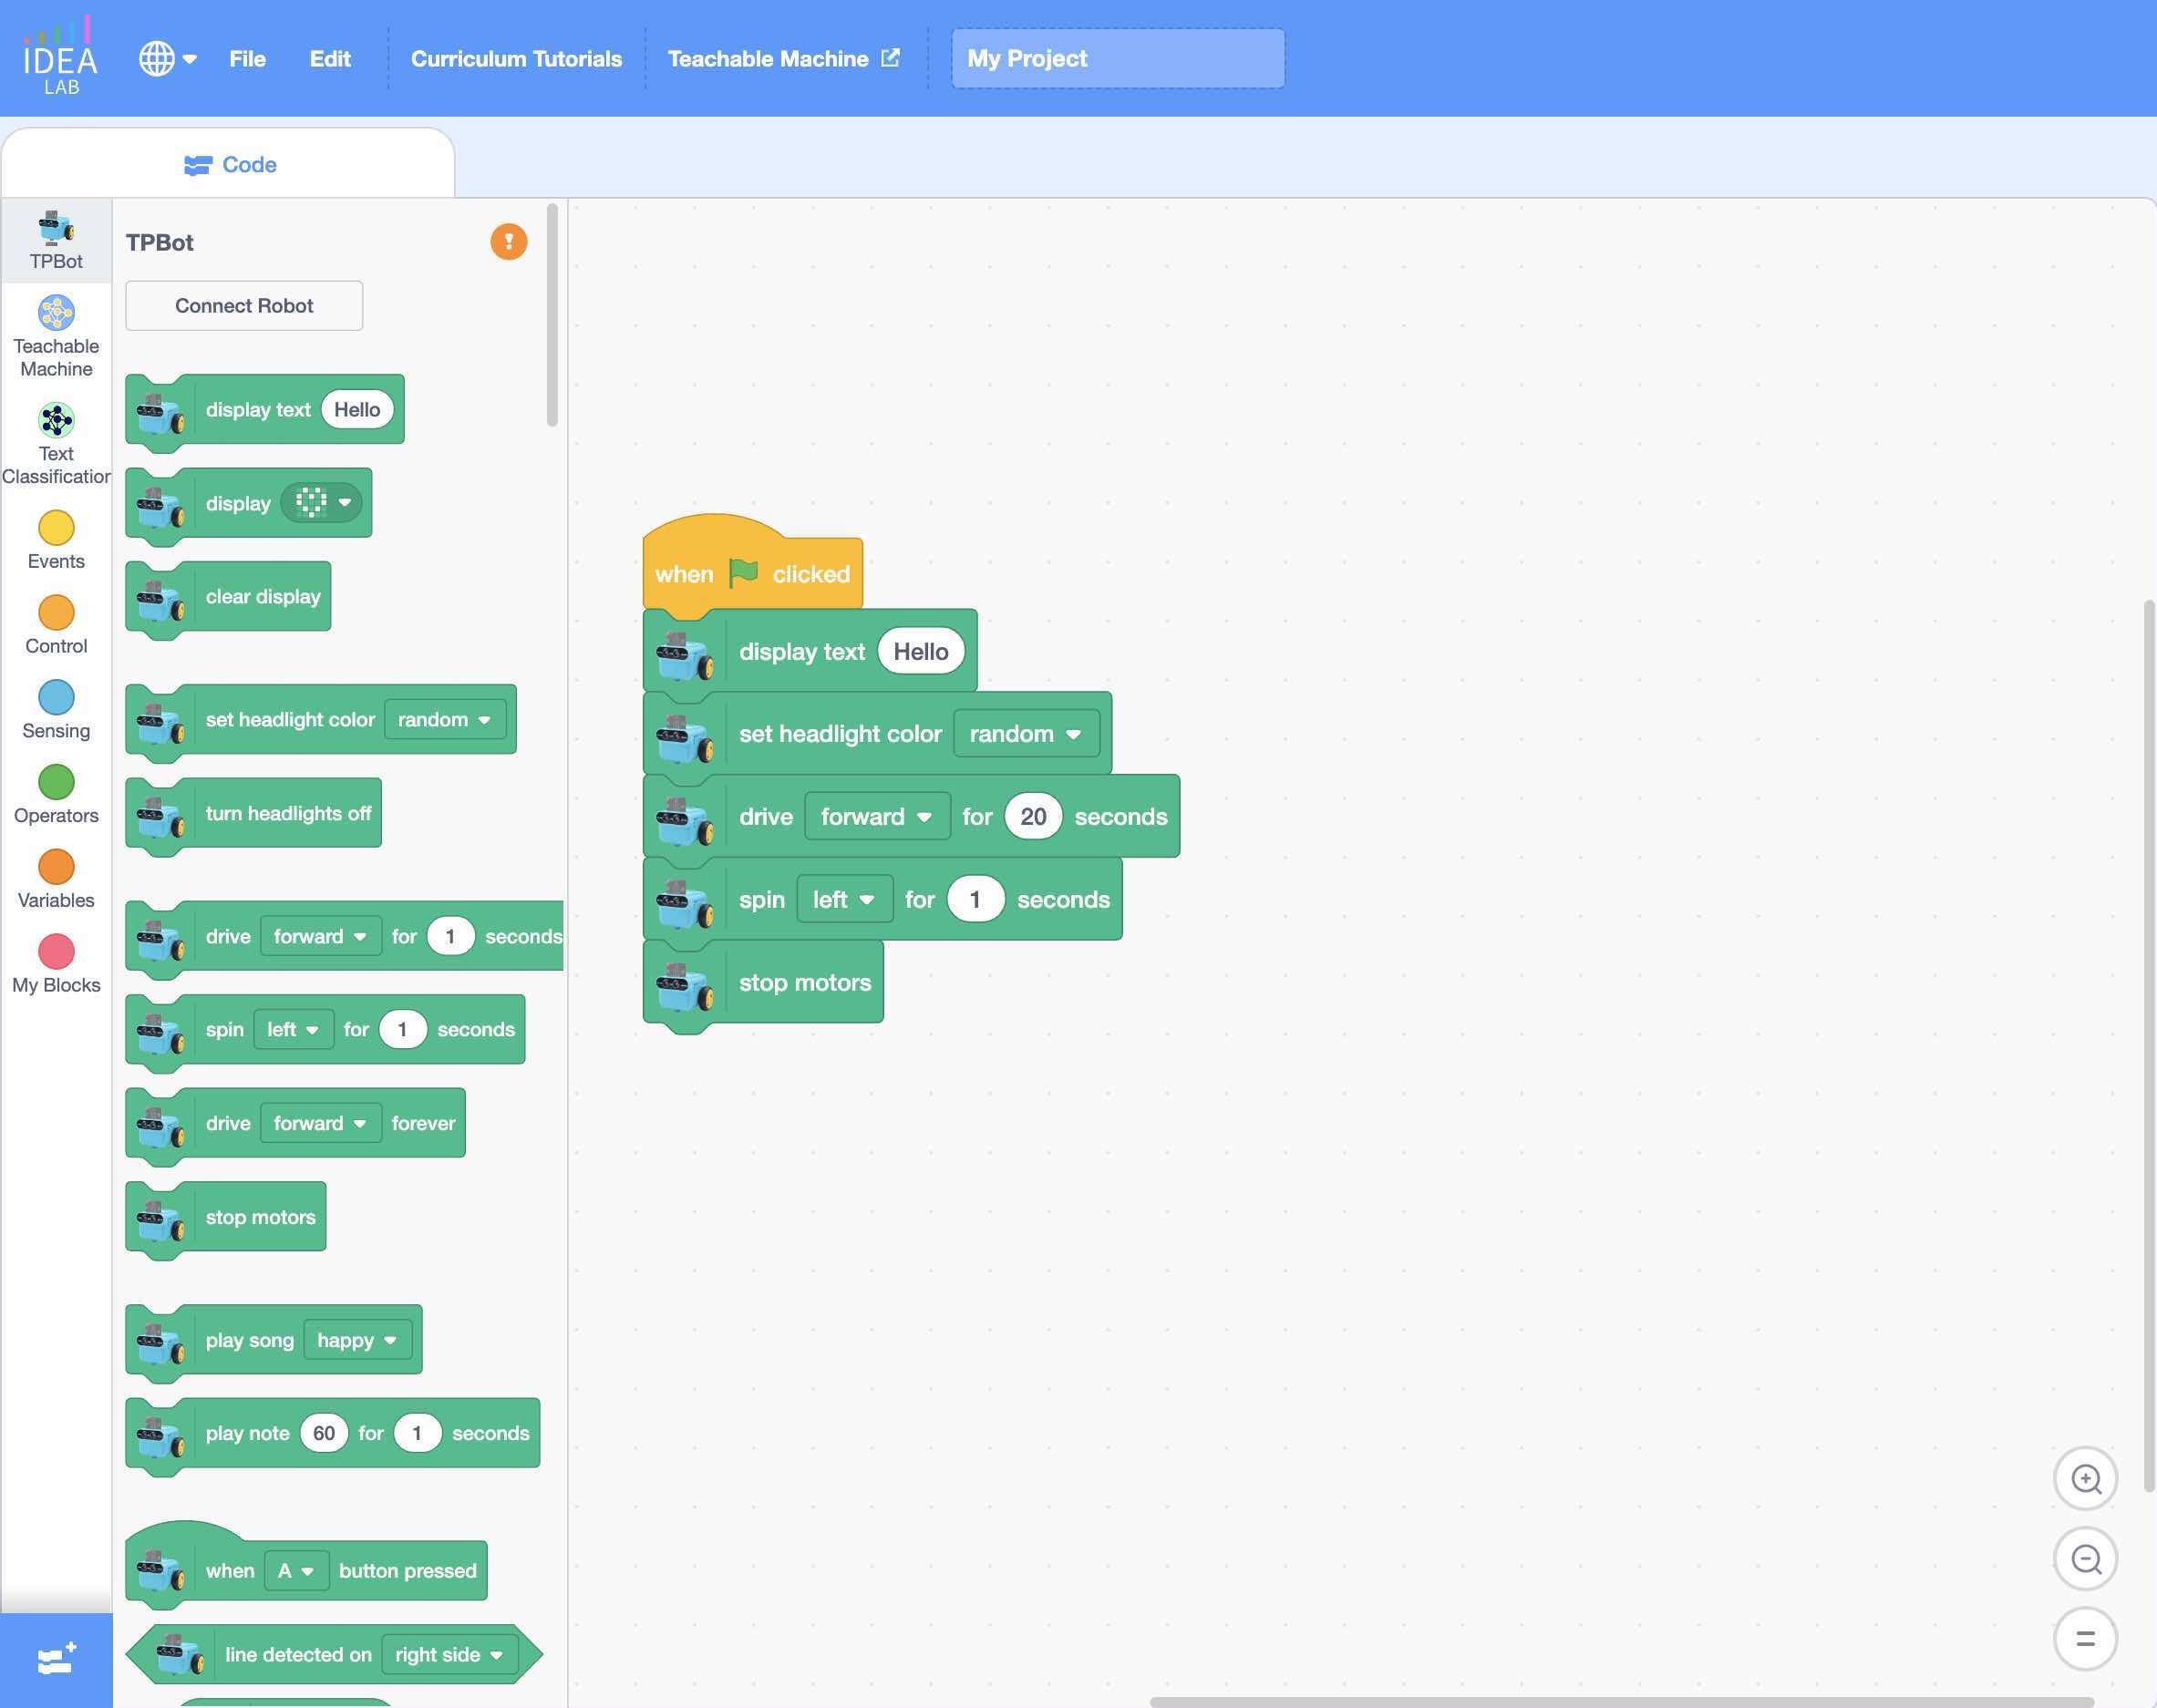 IDEA
LAB
File
Edit
Curriculum Tutorials
Teachable Machine
My Project
Code
TPBot
Teachable
Machine
Text
Classification
Events
Control
Sensing
Operators
Variables
My Blocks
TPBot
!
Connect Robot
display text Hello
display
clear display
set headlight color random
turn headlights off
drive forward for 1 seconds
spin left for 1 seconds
drive forward forever
stop motors
play song happy
play note 60 for 1 seconds
when A button pressed
line detected on right side
when clicked
display text Hello
set headlight color random
drive forward for 20 seconds
spin left for 1 seconds
stop motors